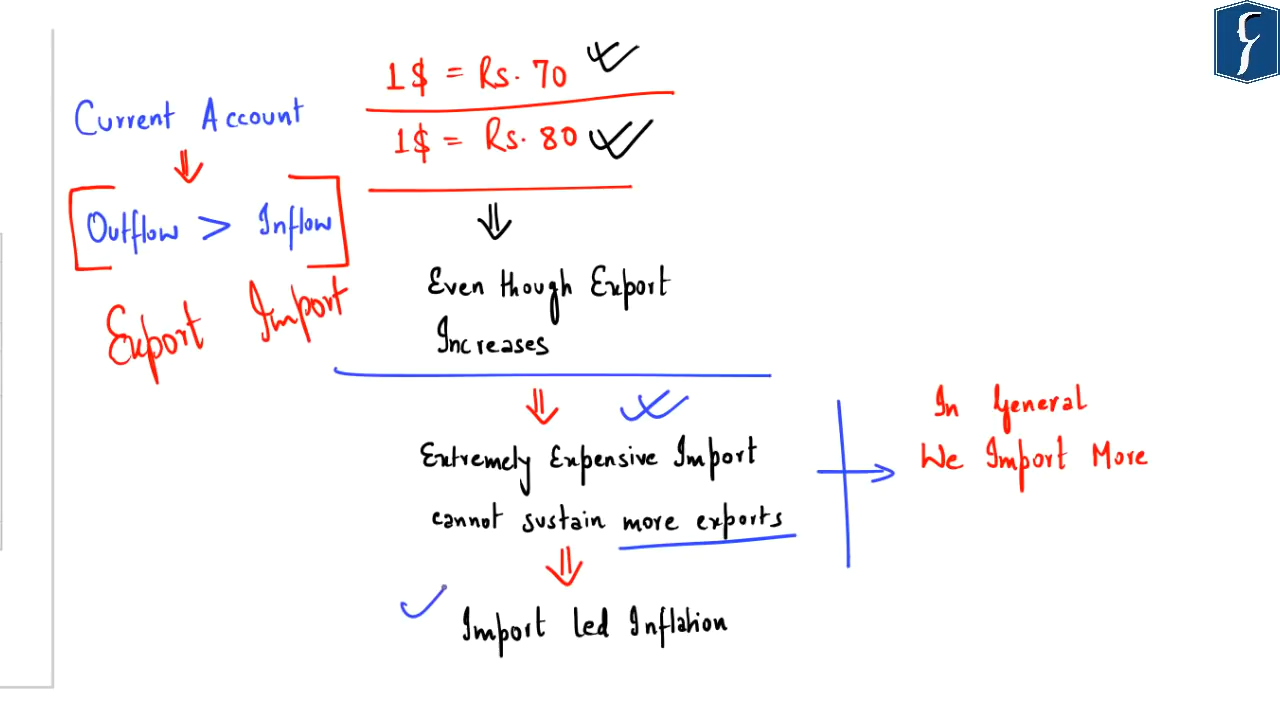 Current Account
Outflow > Inflow
Export Import
1$ = Rs. 70
1$ = Rs. 80
Even though Export
Increases
Extremely Expensive Import
cannot sustain more exports
Import led Inflation
In General
We Import More